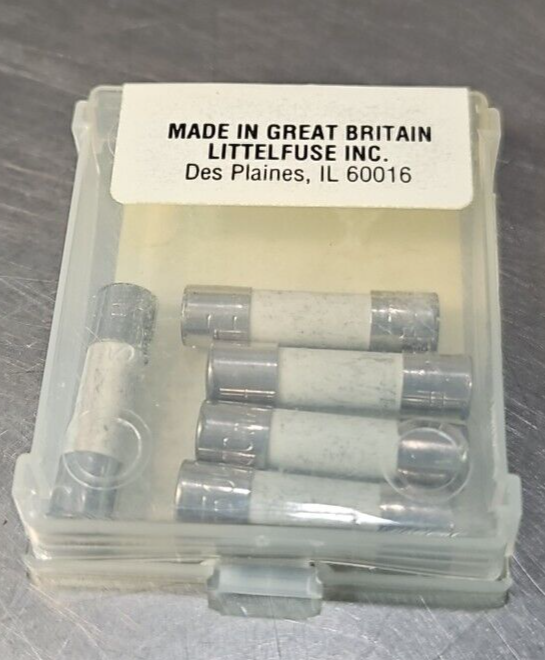 MADE IN GREAT BRITAIN
LITTELFUSE INC.
Des Plaines, IL 60016